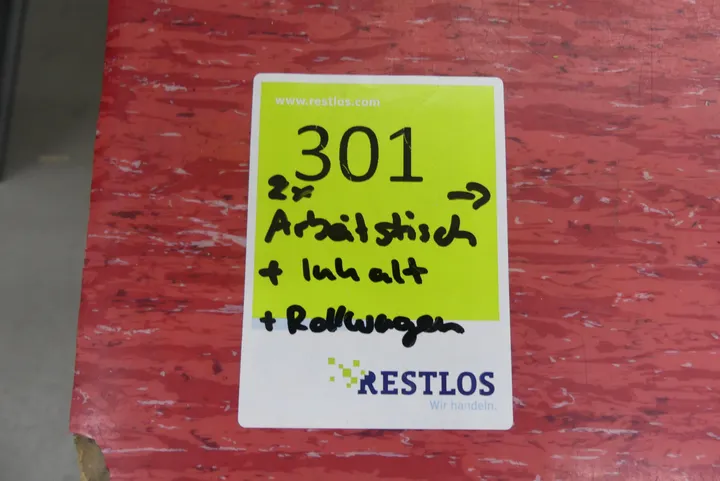 www.restlos.com
301
2x →
Arbeitstisch
+ Inhalt
+ Rollwagen
RESTLOS
Wir handeln.